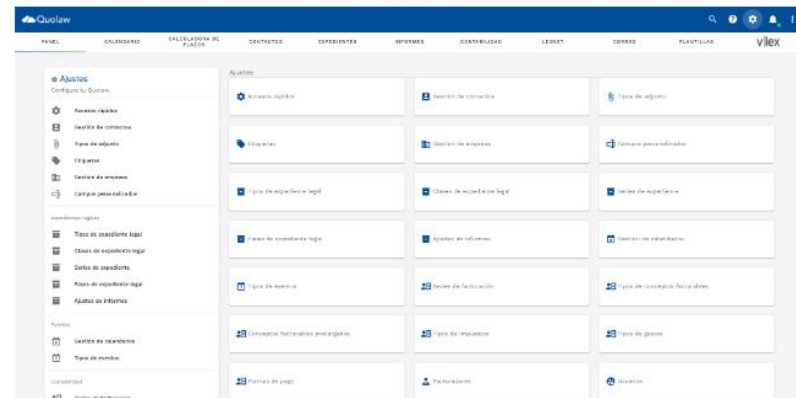 Quolaw
PANEL
CALENDARIO
CALCULADORA DE
PLAZOS
CONTACTOS
EXPEDIENTES
INFORMES
CONTABILIDAD
LEXNET
CORREO
PLANTILLAS
vlex
Ajustes
Configura tu Quolaw
Accesos rápidos
Gestión de contactos
Tipos de adjunto
Etiquetas
Gestión de empresa
Campos personalizados
Expedientes legales
Tipos de expediente legal
Clases de expediente legal
Series de expediente
Fases de expediente legal
Ajustes de informes
Eventos
Gestión de calendarios
Tipos de eventos
Contabilidad
Series de facturación
Ajustes
Accesos rápidos
Gestión de contactos
Tipos de adjunto
Etiquetas
Gestión de empresa
Campos personalizados
Tipos de expediente legal
Clases de expediente legal
Series de expediente
Fases de expediente legal
Ajustes de informes
Gestión de calendarios
Tipos de eventos
Series de facturación
Tipos de conceptos facturables
Conceptos facturables precargados
Tipos de impuestos
Tipos de gastos
Formas de pago
Facturadores
Usuarios